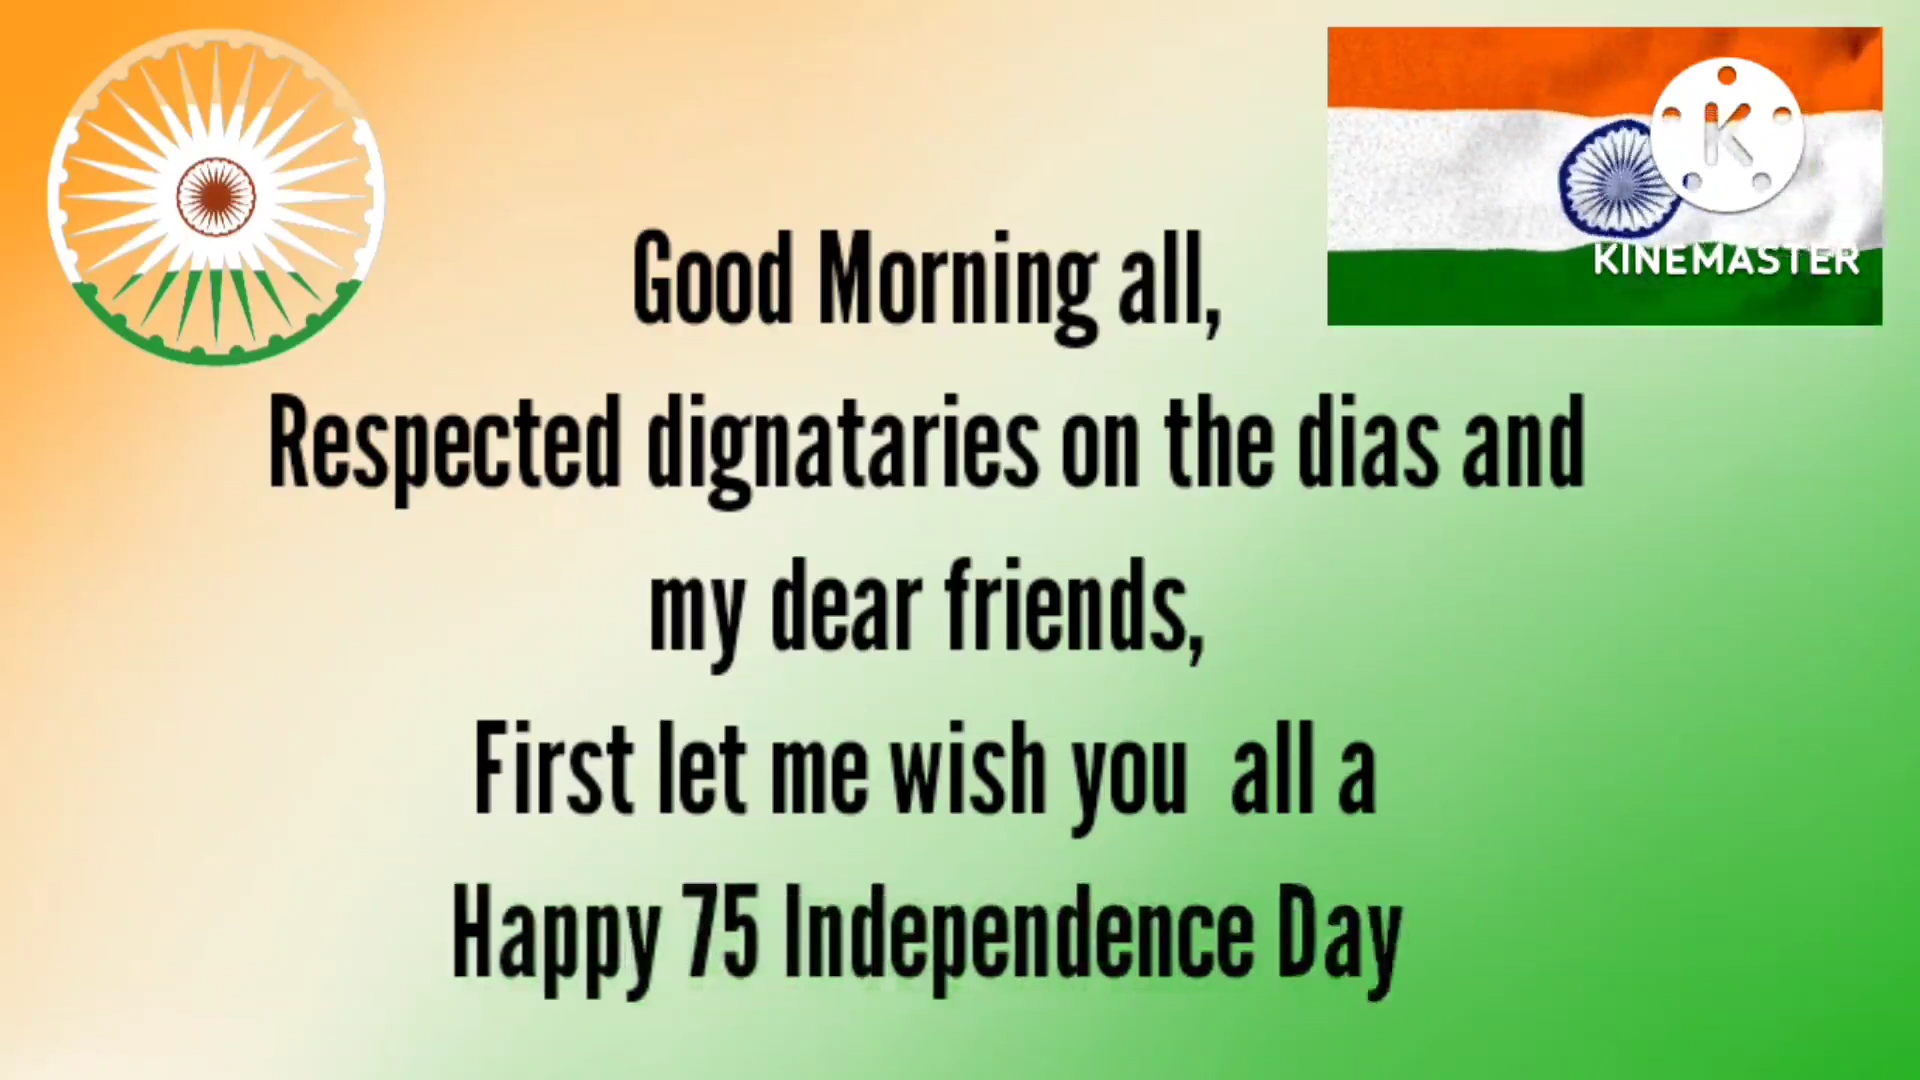 KINEMASTER
Good Morning all,
Respected dignataries on the dias and
my dear friends,
First let me wish you all a
Happy 75 Independence Day